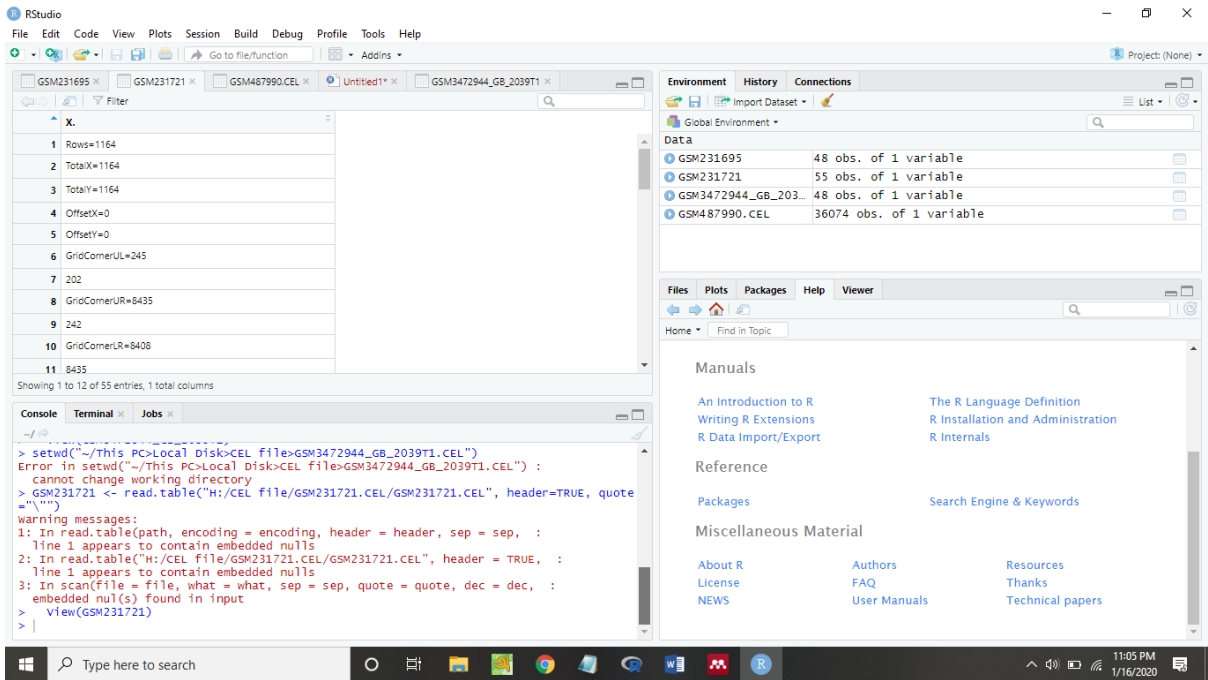 RStudio
File Edit Code View Plots Session Build Debug Profile Tools Help
Go to file/function Addins Project: (None)
GSM231695 GSM231721 GSM487990.CEL Untitled1* GSM3472944_GB_2039T1
Filter
X.
1 Rows=1164
2 TotalX=1164
3 TotalY=1164
4 OffsetX=0
5 OffsetY=0
6 GridCornerUL=245
7 202
8 GridCornerUR=8435
9 242
10 GridCornerLR=8408
11 8435
Showing 1 to 12 of 55 entries, 1 total columns
Console Terminal Jobs
~/
> setwd("~/This PC>Local Disk>CEL file>GSM3472944_GB_2039T1.CEL")
Error in setwd("~/This PC>Local Disk>CEL file>GSM3472944_GB_2039T1.CEL") :
cannot change working directory
> GSM231721 <- read.table("H:/CEL file/GSM231721.CEL/GSM231721.CEL", header=TRUE, quote
="\"")
Warning messages:
1: In read.table(path, encoding = encoding, header = header, sep = sep, :
line 1 appears to contain embedded nulls
2: In read.table("H:/CEL file/GSM231721.CEL/GSM231721.CEL", header = TRUE, :
line 1 appears to contain embedded nulls
3: In scan(file = file, what = what, sep = sep, quote = quote, dec = dec, :
embedded nul(s) found in input
> View(GSM231721)
>
Environment History Connections
Import Dataset List
Global Environment
Data
GSM231695 48 obs. of 1 variable
GSM231721 55 obs. of 1 variable
GSM3472944_GB_203… 48 obs. of 1 variable
GSM487990.CEL 36074 obs. of 1 variable
Files Plots Packages Help Viewer
Home Find in Topic
Manuals
An Introduction to R The R Language Definition
Writing R Extensions R Installation and Administration
R Data Import/Export R Internals
Reference
Packages Search Engine & Keywords
Miscellaneous Material
About R Authors Resources
License FAQ Thanks
NEWS User Manuals Technical papers
Type here to search
11:05 PM
1/16/2020